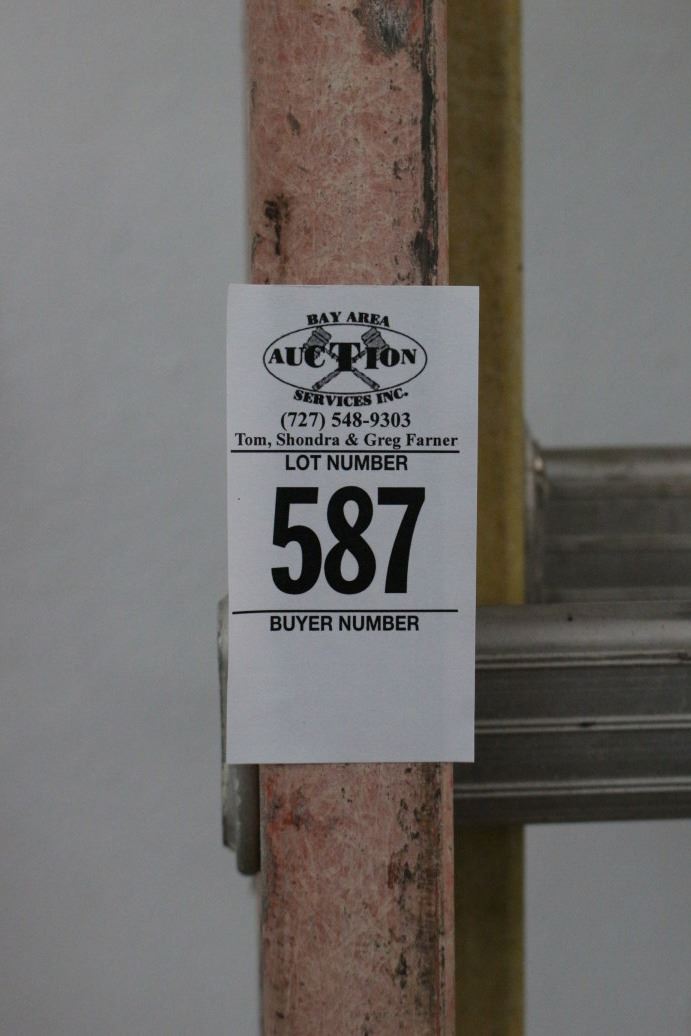 BAY AREA
AUCTION
SERVICES INC.
(727) 548-9303
Tom, Shondra & Greg Farner
LOT NUMBER
587
BUYER NUMBER